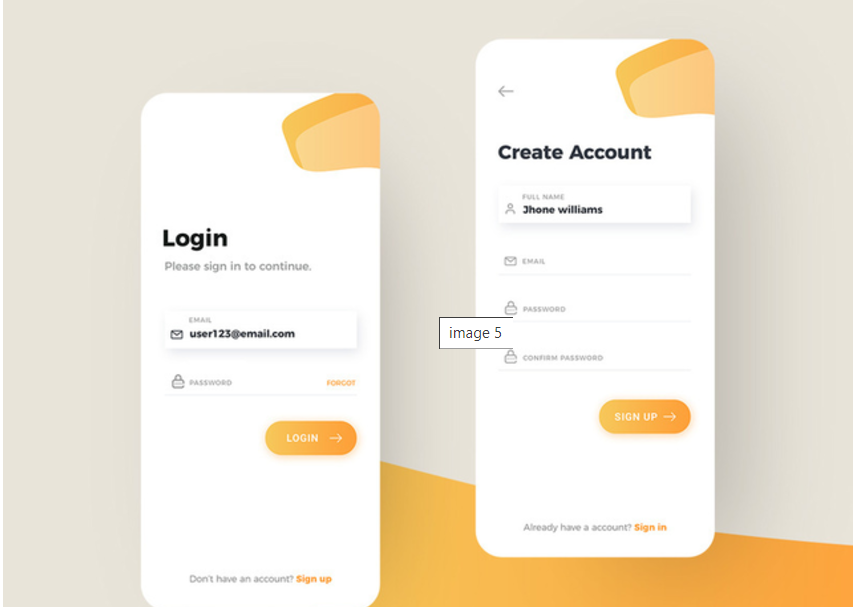 Login
Please sign in to continue.
EMAIL
user123@email.com
PASSWORD
FORGOT
LOGIN
Don't have an account? Sign up
Create Account
FULL NAME
Jhone williams
EMAIL
PASSWORD
CONFIRM PASSWORD
SIGN UP
Already have a account? Sign in
image 5